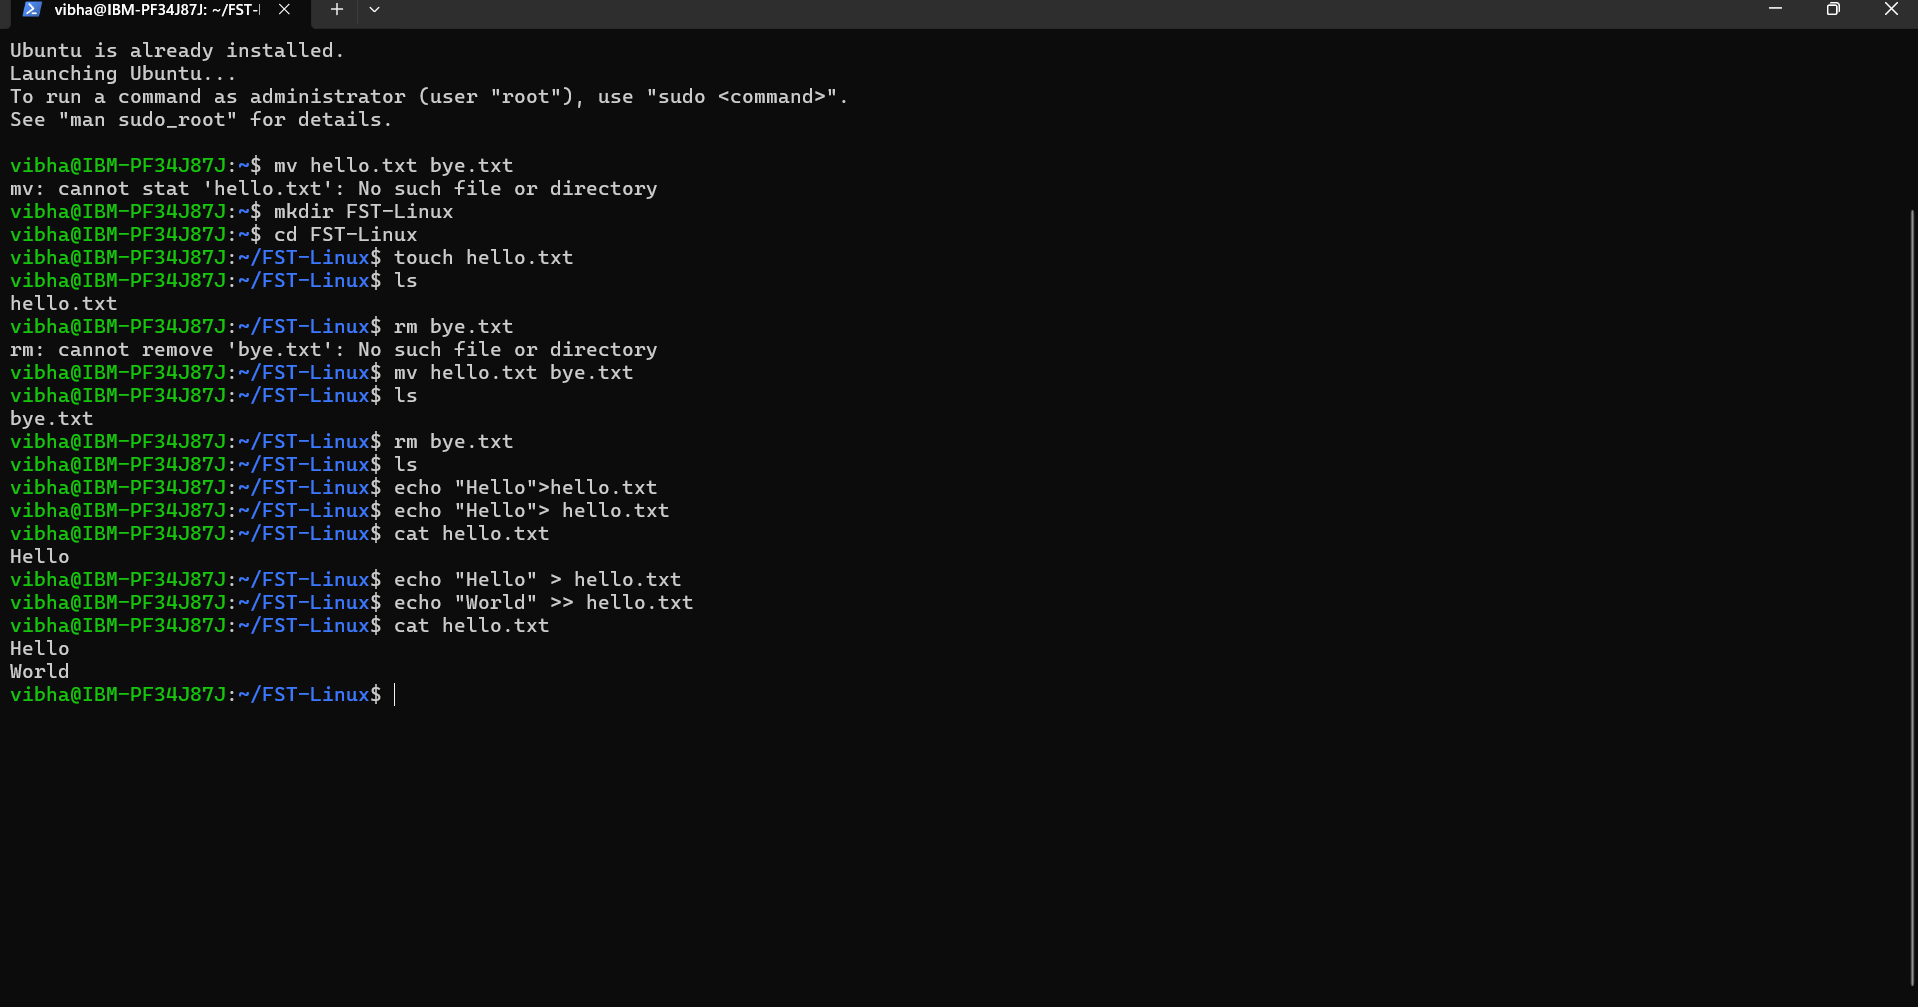 vibha@IBM-PF34J87J: ~/FST-
Ubuntu is already installed.
Launching Ubuntu...
To run a command as administrator (user "root"), use "sudo <command>".
See "man sudo_root" for details.
vibha@IBM-PF34J87J:~$ mv hello.txt bye.txt
mv: cannot stat 'hello.txt': No such file or directory
vibha@IBM-PF34J87J:~$ mkdir FST-Linux
vibha@IBM-PF34J87J:~$ cd FST-Linux
vibha@IBM-PF34J87J:~/FST-Linux$ touch hello.txt
vibha@IBM-PF34J87J:~/FST-Linux$ ls
hello.txt
vibha@IBM-PF34J87J:~/FST-Linux$ rm bye.txt
rm: cannot remove 'bye.txt': No such file or directory
vibha@IBM-PF34J87J:~/FST-Linux$ mv hello.txt bye.txt
vibha@IBM-PF34J87J:~/FST-Linux$ ls
bye.txt
vibha@IBM-PF34J87J:~/FST-Linux$ rm bye.txt
vibha@IBM-PF34J87J:~/FST-Linux$ ls
vibha@IBM-PF34J87J:~/FST-Linux$ echo "Hello">hello.txt
vibha@IBM-PF34J87J:~/FST-Linux$ echo "Hello"> hello.txt
vibha@IBM-PF34J87J:~/FST-Linux$ cat hello.txt
Hello
vibha@IBM-PF34J87J:~/FST-Linux$ echo "Hello" > hello.txt
vibha@IBM-PF34J87J:~/FST-Linux$ echo "World" >> hello.txt
vibha@IBM-PF34J87J:~/FST-Linux$ cat hello.txt
Hello
World
vibha@IBM-PF34J87J:~/FST-Linux$